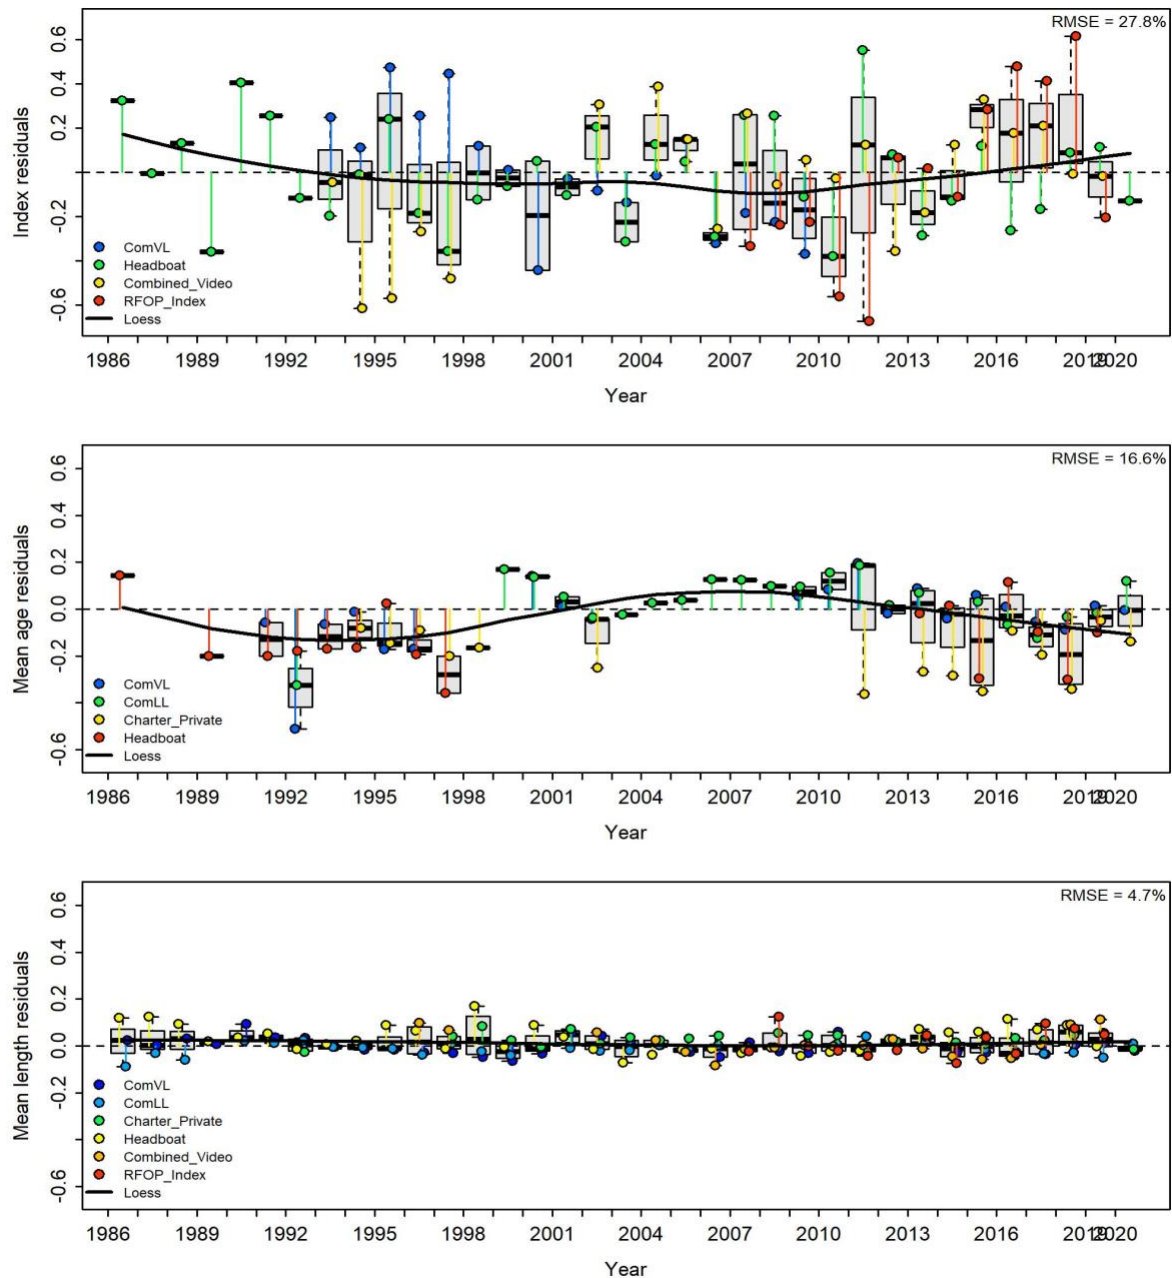 RMSE = 27.8%
Index residuals
0.6
0.4
0.2
0.0
-0.2
-0.6
ComVL
Headboat
Combined_Video
RFOP_Index
Loess
1986 1989 1992 1995 1998 2001 2004 2007 2010 2013 2016 2019 2020
Year
RMSE = 16.6%
Mean age residuals
0.6
0.4
0.2
0.0
-0.2
-0.6
ComVL
ComLL
Charter_Private
Headboat
Loess
1986 1989 1992 1995 1998 2001 2004 2007 2010 2013 2016 2019 2020
Year
RMSE = 4.7%
Mean length residuals
0.6
0.4
0.2
0.0
-0.2
-0.6
ComVL
ComLL
Charter_Private
Headboat
Combined_Video
RFOP_Index
Loess
1986 1989 1992 1995 1998 2001 2004 2007 2010 2013 2016 2019 2020
Year